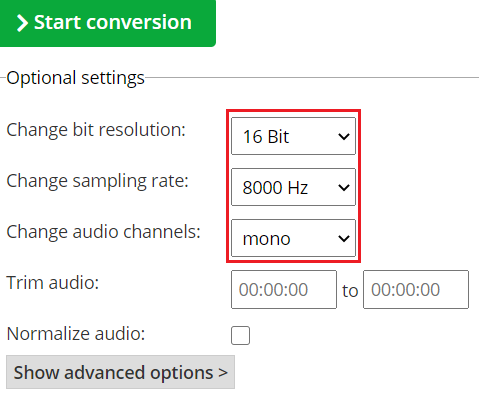 Start conversion
Optional settings
Change bit resolution: 16 Bit
Change sampling rate: 8000 Hz
Change audio channels: mono
Trim audio: 00:00:00 to 00:00:00
Normalize audio:
Show advanced options >